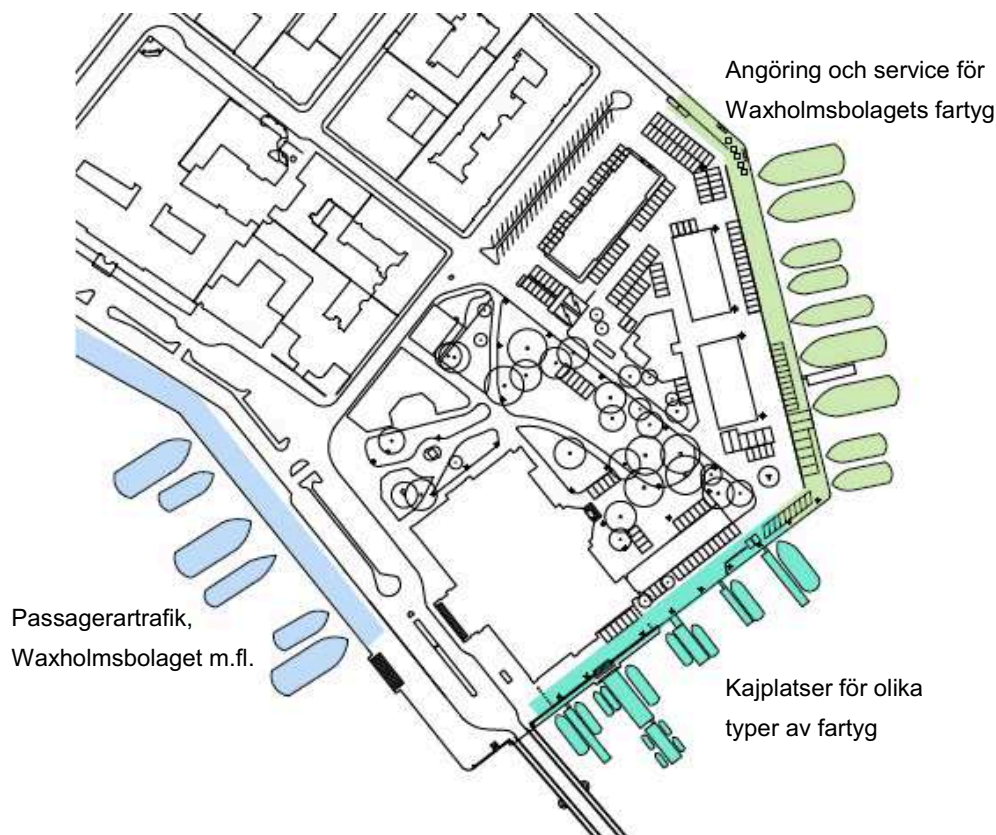 Angöring och service för
Waxholmsbolagets fartyg
Passagerartrafik,
Waxholmsbolaget m.fl.
Kajplatser för olika
typer av fartyg